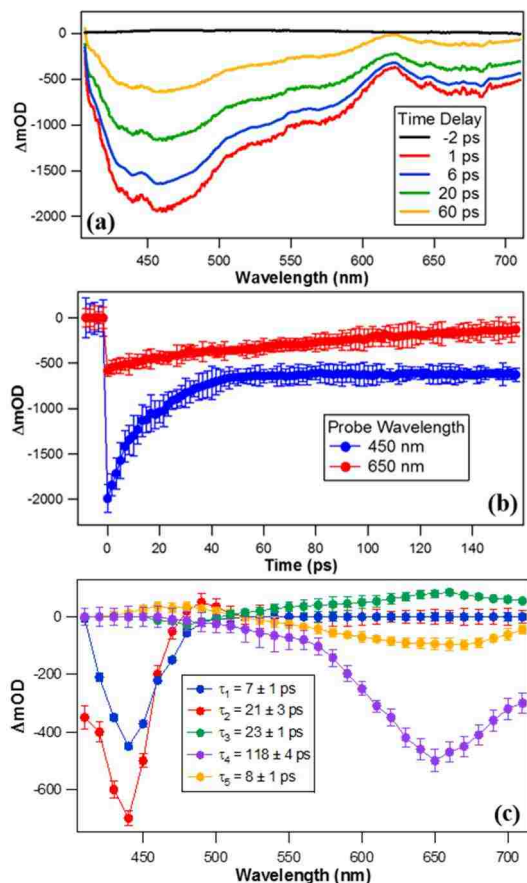 0
-500
-1000
-1500
-2000
ΔmOD
Time Delay
-2 ps
1 ps
6 ps
20 ps
60 ps
(a)
450 500 550 600 650 700
Wavelength (nm)
(b)
0
-500
-1000
-1500
-2000
ΔmOD
Probe Wavelength
450 nm
650 nm
0 20 40 60 80 100 120 140
Time (ps)
0
-200
-400
-600
ΔmOD
τ1 = 7 ± 1 ps
τ2 = 21 ± 3 ps
τ3 = 23 ± 1 ps
τ4 = 118 ± 4 ps
τ5 = 8 ± 1 ps
(c)
450 500 550 600 650 700
Wavelength (nm)